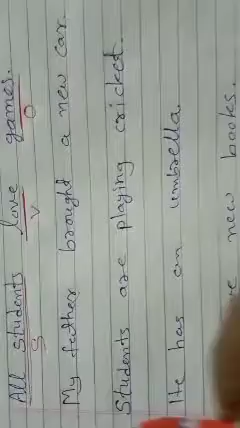 All students love games.
S V O
My father brought a new car.
Students are playing cricket.
He has an umbrella.
new books.